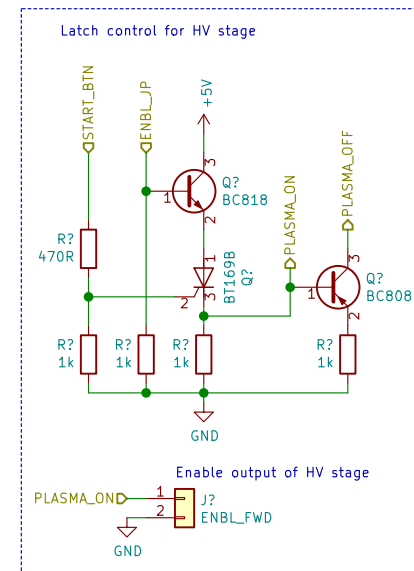 Latch control for HV stage
START_BTN
ENBL_JP
+5V
PLASMA_OFF
3
Q?
BC818
1
2
PLASMA_ON
R?
470R
1
BT169B
Q?
2
3
3
Q?
BC808
1
2
R?
1k
R?
1k
R?
1k
R?
1k
GND
Enable output of HV stage
PLASMA_ON
1
2
J?
ENBL_FWD
GND